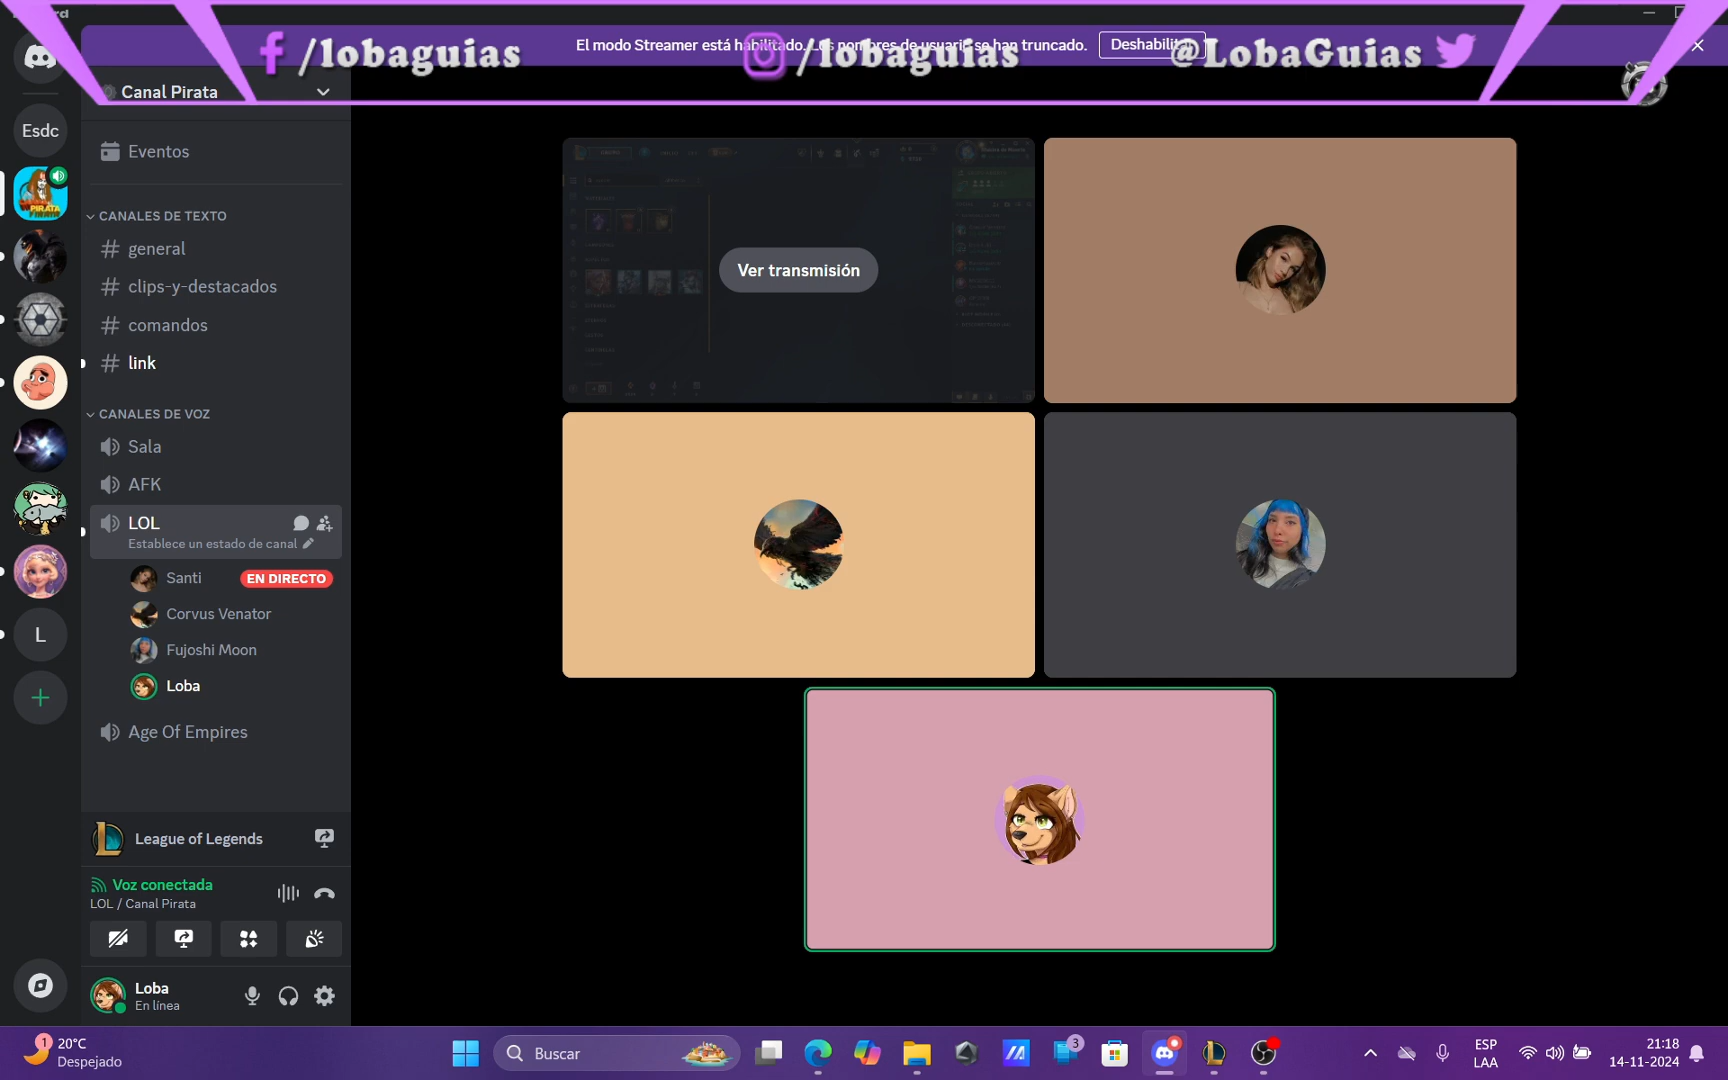 El modo Streamer está habilitado. Los nombres de usuario se han truncado.
Deshabilitar
/lobaguias
/lobaguias
@LobaGuias
Canal Pirata
Esdc
Eventos
CANALES DE TEXTO
general
clips-y-destacados
comandos
link
CANALES DE VOZ
Sala
AFK
LOL
Establece un estado de canal
Santi
EN DIRECTO
Corvus Venator
Fujoshi Moon
Loba
Age Of Empires
L
Ver transmisión
League of Legends
Voz conectada
LOL / Canal Pirata
Loba
En línea
1
20°C
Despejado
Buscar
3
ESP
LAA
21:18
14-11-2024